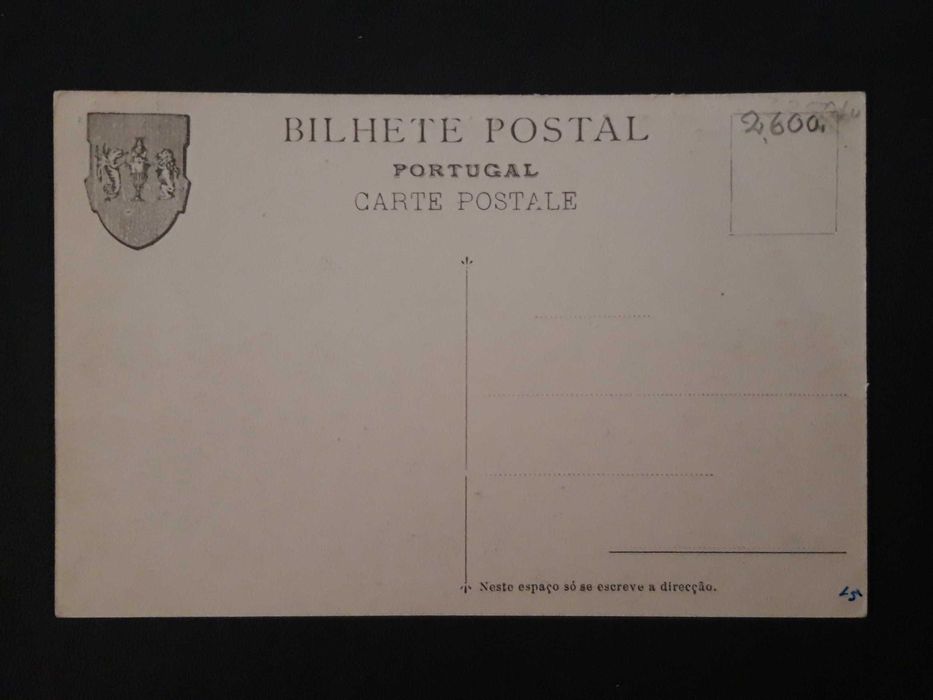 BILHETE POSTAL
2,600
PORTUGAL
CARTE POSTALE
Neste espaço só se escreve a direcção.